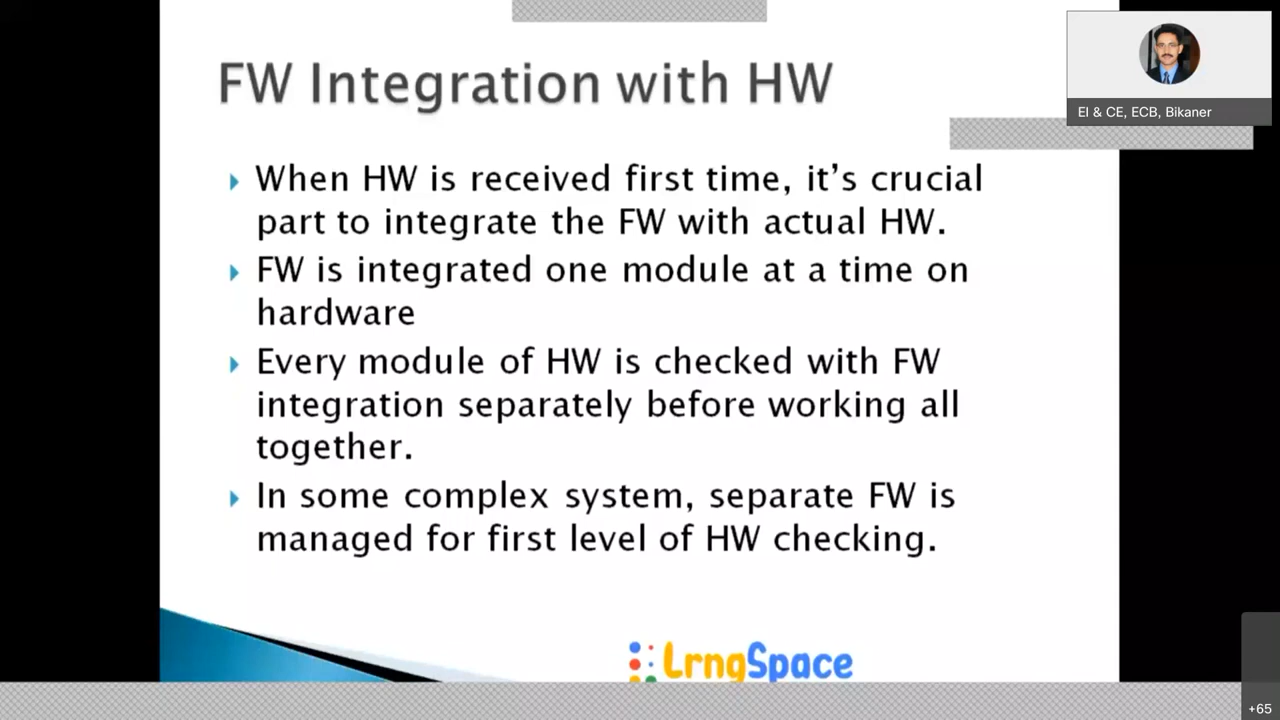 FW Integration with HW
EI & CE, ECB, Bikaner
When HW is received first time, it's crucial
part to integrate the FW with actual HW.
FW is integrated one module at a time on
hardware
Every module of HW is checked with FW
integration separately before working all
together.
In some complex system, separate FW is
managed for first level of HW checking.
LrngSpace
+65